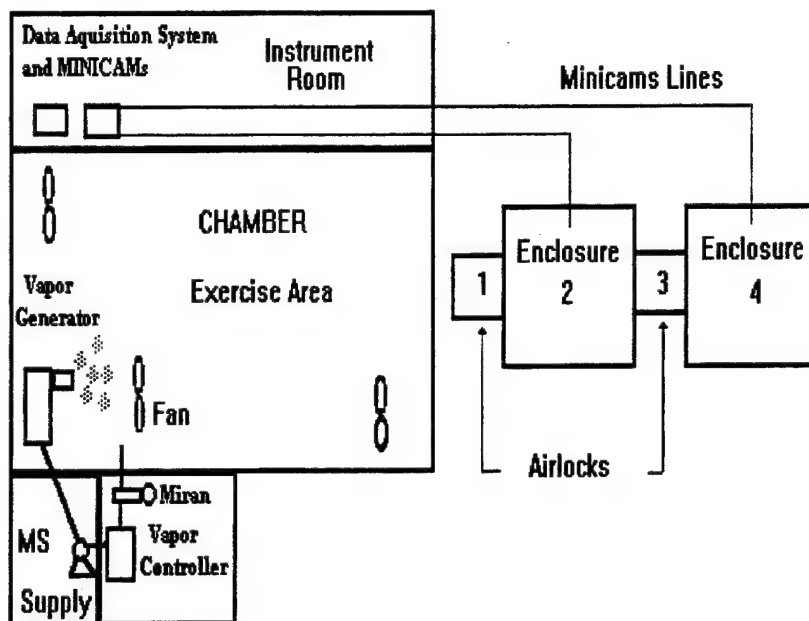 Data Aquisition System
and MINICAMs
Instrument
Room
Minicams Lines
CHAMBER
Exercise Area
Vapor
Generator
Fan
1
Enclosure
2
3
Enclosure
4
Airlocks
Miran
Vapor
Controller
MS
Supply